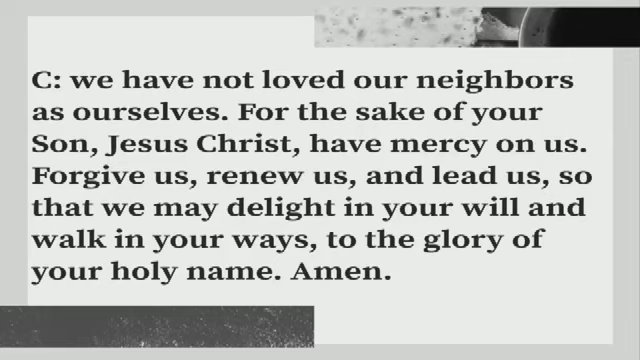 C: we have not loved our neighbors
as ourselves. For the sake of your
Son, Jesus Christ, have mercy on us.
Forgive us, renew us, and lead us, so
that we may delight in your will and
walk in your ways, to the glory of
your holy name. Amen.